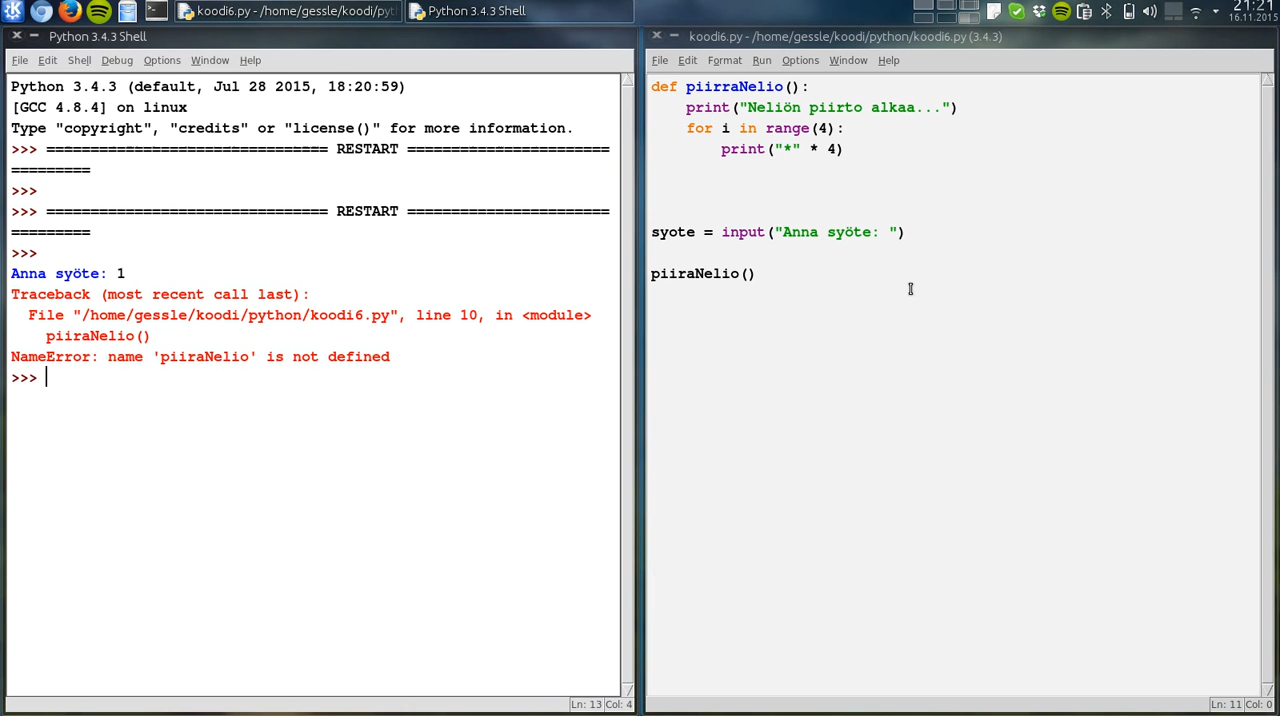 koodi6.py - /home/gessle/koodi/pyt
Python 3.4.3 Shell
21:21
16.11.2015
Python 3.4.3 Shell
File Edit Shell Debug Options Window Help
Python 3.4.3 (default, Jul 28 2015, 18:20:59)
[GCC 4.8.4] on linux
Type "copyright", "credits" or "license()" for more information.
>>> ================================ RESTART =======================
=========
>>>
>>> ================================ RESTART =======================
=========
>>>
Anna syöte: 1
Traceback (most recent call last):
  File "/home/gessle/koodi/python/koodi6.py", line 10, in <module>
    piiraNelio()
NameError: name 'piiraNelio' is not defined
>>>
Ln: 13 Col: 4
koodi6.py - /home/gessle/koodi/python/koodi6.py (3.4.3)
File Edit Format Run Options Window Help
def piirraNelio():
    print("Neliön piirto alkaa...")
    for i in range(4):
        print("*" * 4)
syote = input("Anna syöte: ")
piiraNelio()
Ln: 11 Col: 0